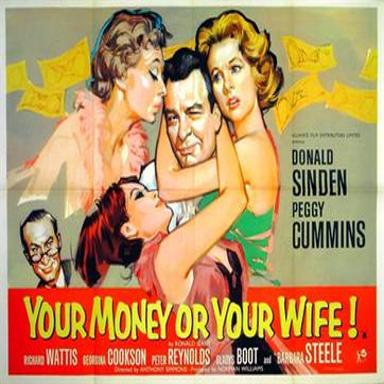 DONALD
SINDEN
PEGGY
CUMMINS
YOUR MONEY OR YOUR WIFE!
RICHARD WATTIS GEORGINA COOKSON PETER REYNOLDS GLADYS BOOT and BARBARA STEELE
Directed by ANTHONY SIMMONS · Produced by NORMAN WILLIAMS